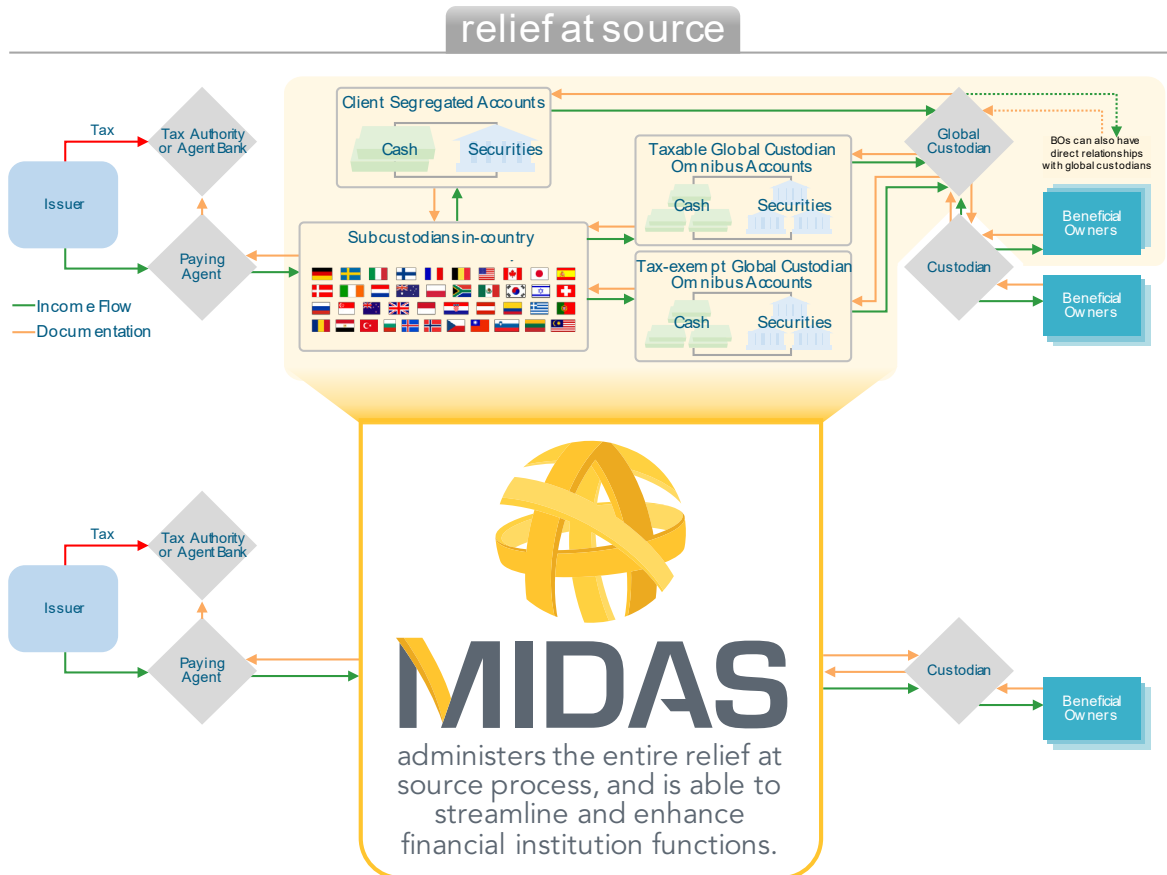 relief at source
Client Segregated Accounts
Cash
Securities
Tax
Tax Authority
or Agent Bank
Issuer
Paying
Agent
Income Flow
Documentation
Subcustodians in-country
Taxable Global Custodian
Omnibus Accounts
Cash
Securities
Tax-exempt Global Custodian
Omnibus Accounts
Cash
Securities
Global
Custodian
BOs can also have
direct relationships
with global custodians
Beneficial
Owners
Custodian
Beneficial
Owners
Tax
Tax Authority
or Agent Bank
Issuer
Paying
Agent
MIDAS
administers the entire relief at
source process, and is able to
streamline and enhance
financial institution functions.
Custodian
Beneficial
Owners